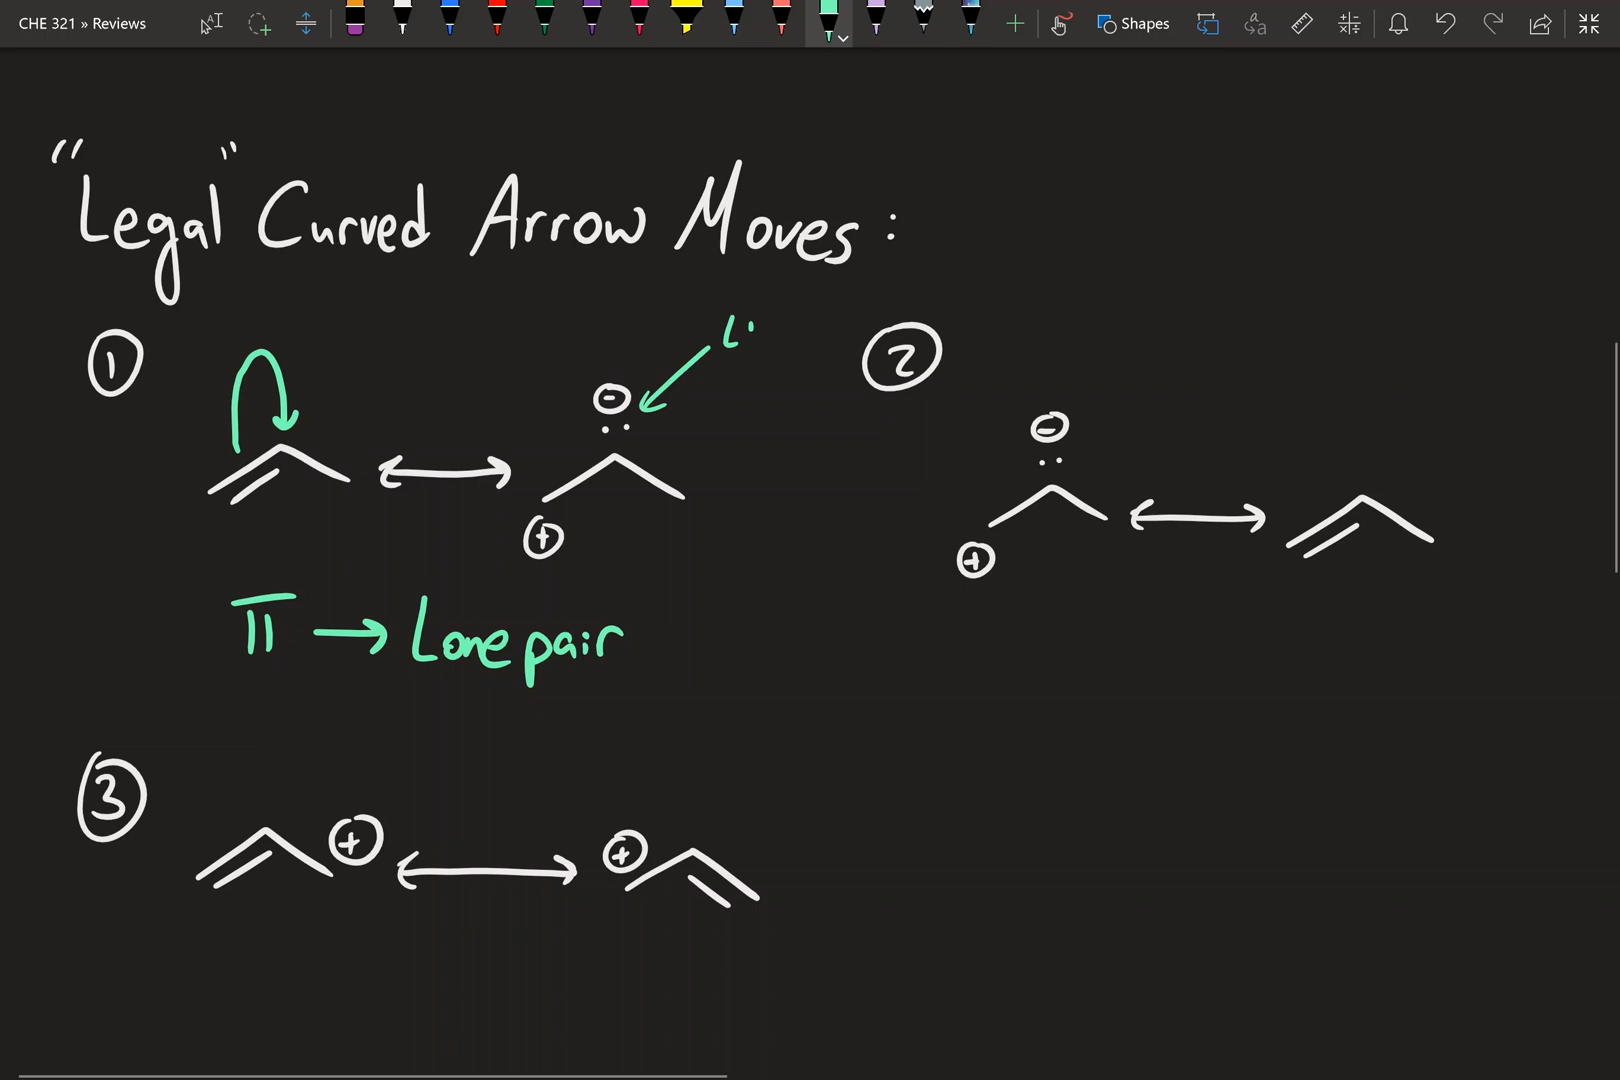 CHE 321 » Reviews
Shapes
"Legal" Curved Arrow Moves:
①
②
⊖
⊕
⊖
⊕
π → Lone pair
③
⊕
⊕